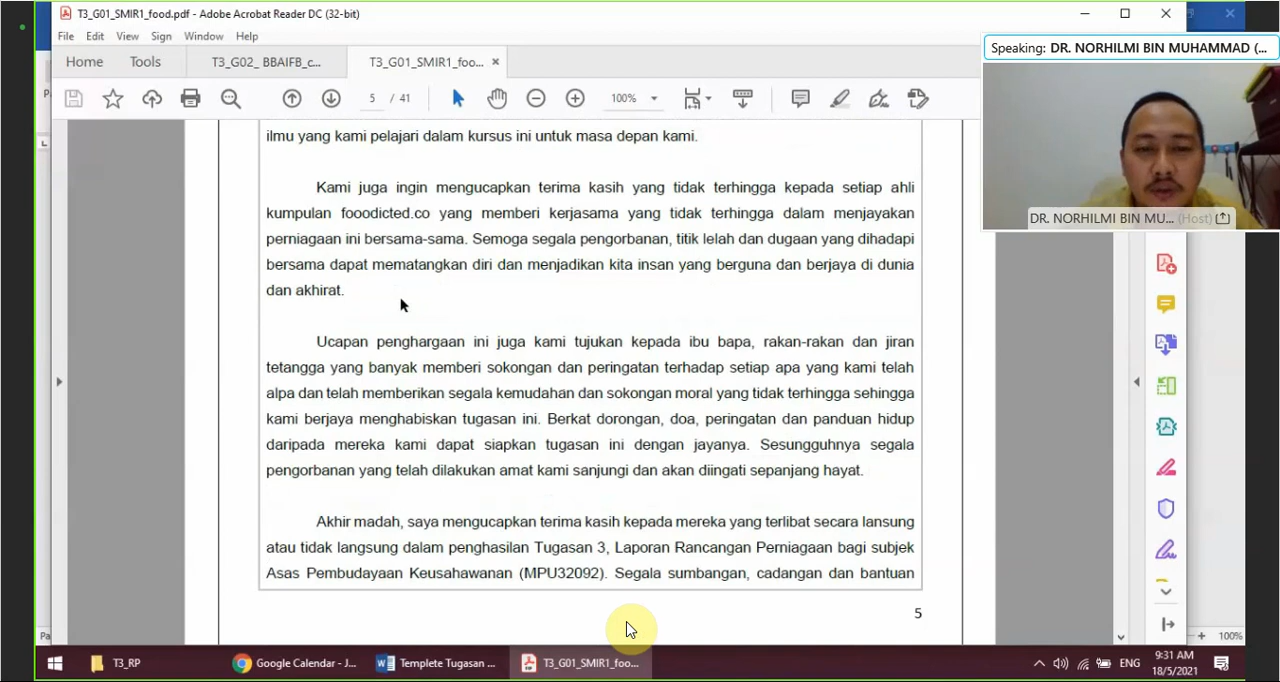 T3_G01_SMIR1_food.pdf - Adobe Acrobat Reader DC (32-bit)
File Edit View Sign Window Help
Home Tools T3_G02_ BBAIFB_c... T3_G01_SMIR1_foo... ×
5 / 41 100%
Speaking: DR. NORHILMI BIN MUHAMMAD (...
DR. NORHILMI BIN MU... (Host)
ilmu yang kami pelajari dalam kursus ini untuk masa depan kami.
Kami juga ingin mengucapkan terima kasih yang tidak terhingga kepada setiap ahli
kumpulan fooodicted.co yang memberi kerjasama yang tidak terhingga dalam menjayakan
perniagaan ini bersama-sama. Semoga segala pengorbanan, titik lelah dan dugaan yang dihadapi
bersama dapat mematangkan diri dan menjadikan kita insan yang berguna dan berjaya di dunia
dan akhirat.
Ucapan penghargaan ini juga kami tujukan kepada ibu bapa, rakan-rakan dan jiran
tetangga yang banyak memberi sokongan dan peringatan terhadap setiap apa yang kami telah
alpa dan telah memberikan segala kemudahan dan sokongan moral yang tidak terhingga sehingga
kami berjaya menghabiskan tugasan ini. Berkat dorongan, doa, peringatan dan panduan hidup
daripada mereka kami dapat siapkan tugasan ini dengan jayanya. Sesungguhnya segala
pengorbanan yang telah dilakukan amat kami sanjungi dan akan diingati sepanjang hayat.
Akhir madah, saya mengucapkan terima kasih kepada mereka yang terlibat secara lansung
atau tidak langsung dalam penghasilan Tugasan 3, Laporan Rancangan Perniagaan bagi subjek
Asas Pembudayaan Keusahawanan (MPU32092). Segala sumbangan, cadangan dan bantuan
5
100%
T3_RP Google Calendar - J... Templete Tugasan ... T3_G01_SMIR1_foo... ENG 9:31 AM
18/5/2021